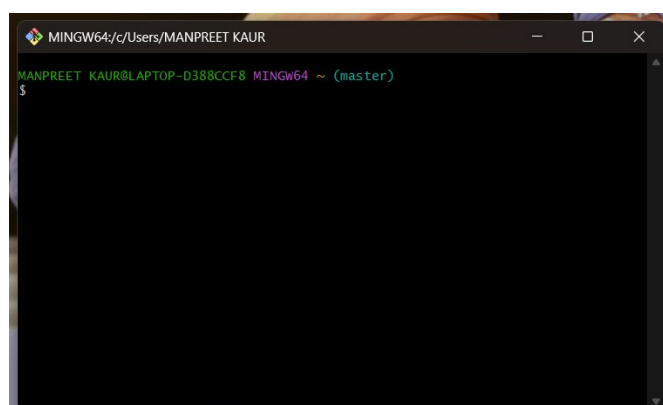 MINGW64:/c/Users/MANPREET KAUR
MANPREET KAUR@LAPTOP-D388CCF8 MINGW64 ~ (master)
$